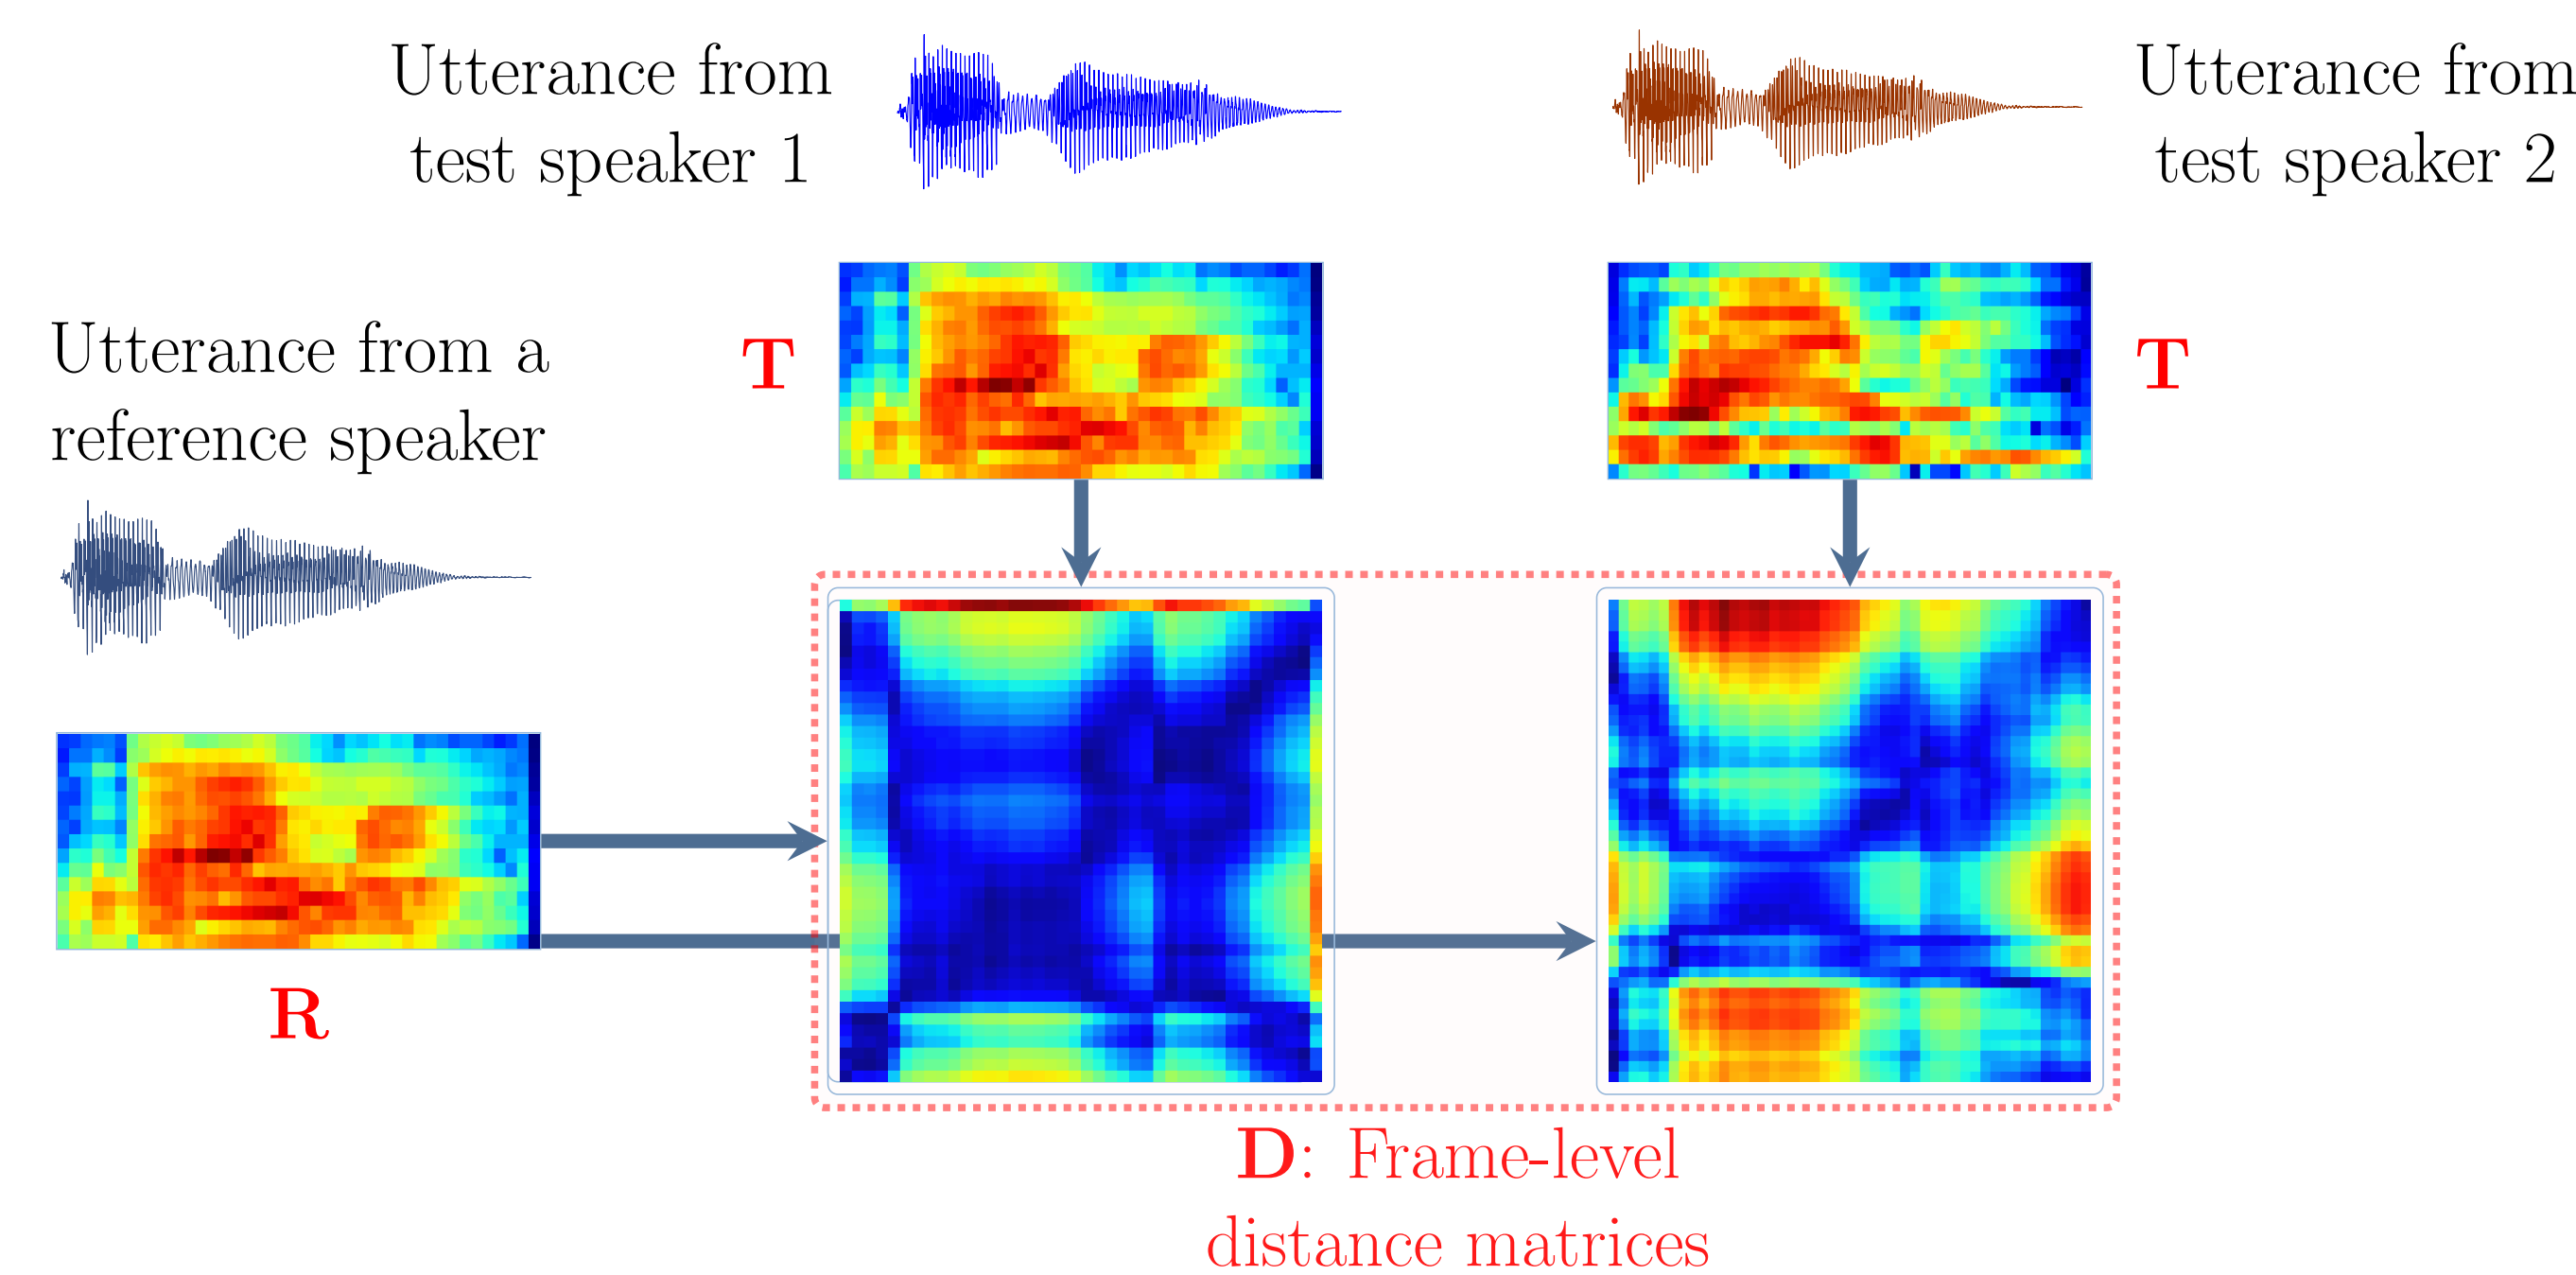 Utterance from
test speaker 1
Utterance from
test speaker 2
Utterance from a
reference speaker
T
T
R
D: Frame-level
distance matrices